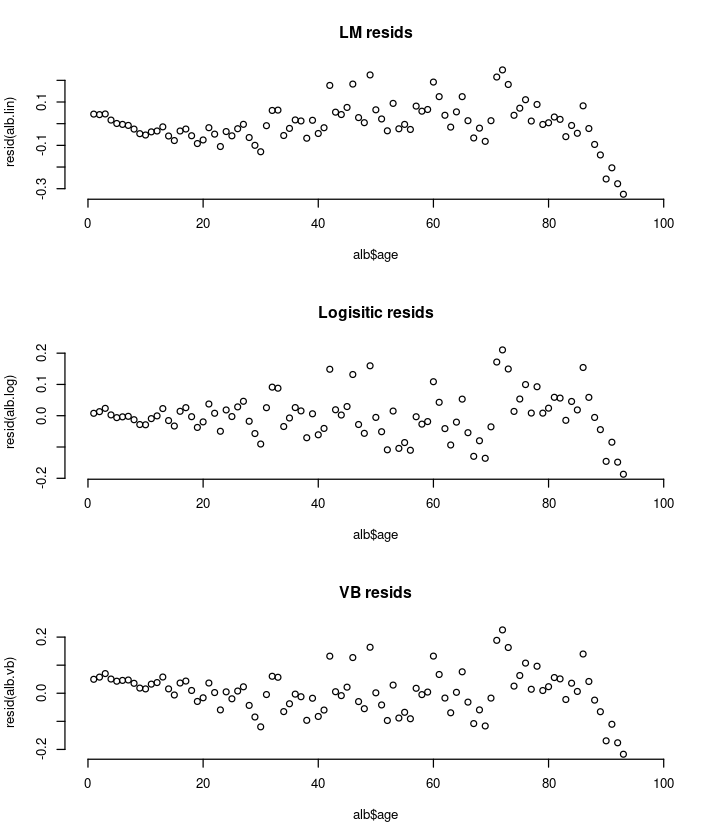 LM resids
resid(alb.lin)
0.1
-0.1
-0.3
0 20 40 60 80 100
alb$age
Logisitic resids
resid(alb.log)
0.2
0.1
0.0
-0.2
0 20 40 60 80 100
alb$age
VB resids
resid(alb.vb)
0.2
0.0
-0.2
0 20 40 60 80 100
alb$age